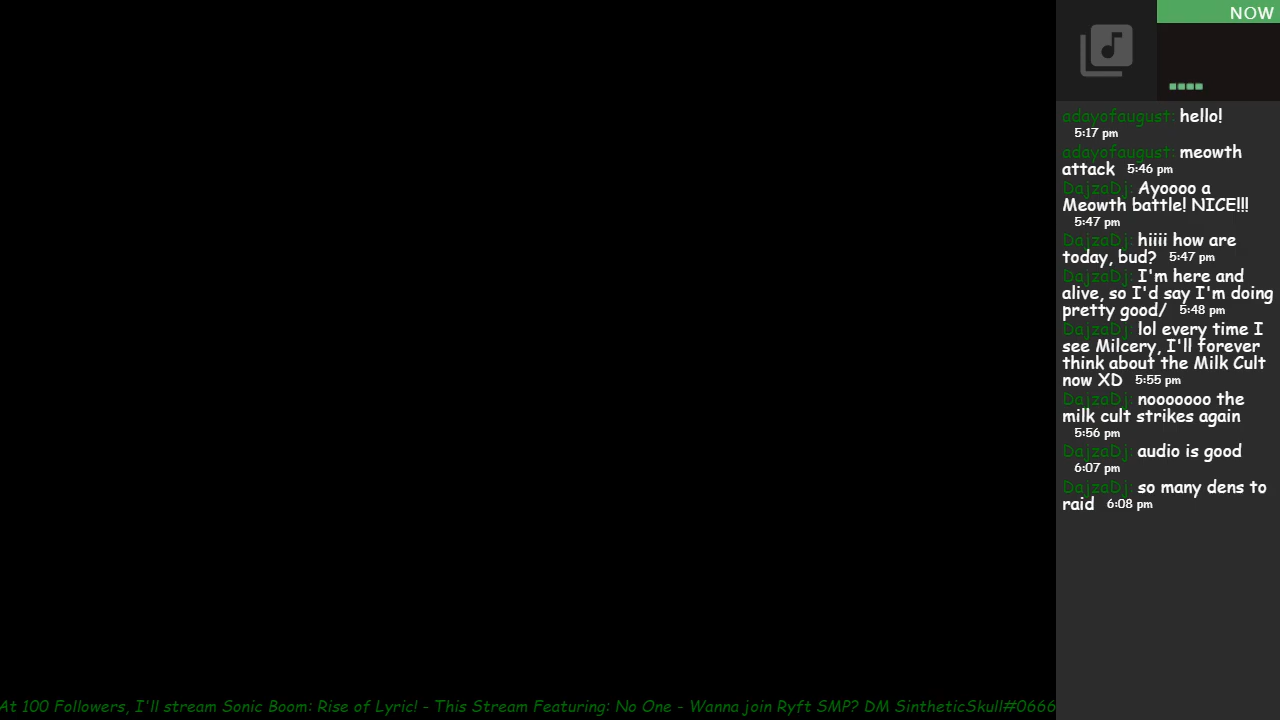 NOW
adayofaugust: hello!
5:17 pm
adayofaugust: meowth
attack 5:46 pm
DajzaDj: Ayoooo a
Meowth battle! NICE!!!
5:47 pm
DajzaDj: hiiii how are
today, bud? 5:47 pm
DajzaDj: I'm here and
alive, so I'd say I'm doing
pretty good/ 5:48 pm
DajzaDj: lol every time I
see Milcery, I'll forever
think about the Milk Cult
now XD 5:55 pm
DajzaDj: nooooooo the
milk cult strikes again
5:56 pm
DajzaDj: audio is good
6:07 pm
DajzaDj: so many dens to
raid 6:08 pm
At 100 Followers, I'll stream Sonic Boom: Rise of Lyric! - This Stream Featuring: No One - Wanna join Ryft SMP? DM SintheticSkull#0666